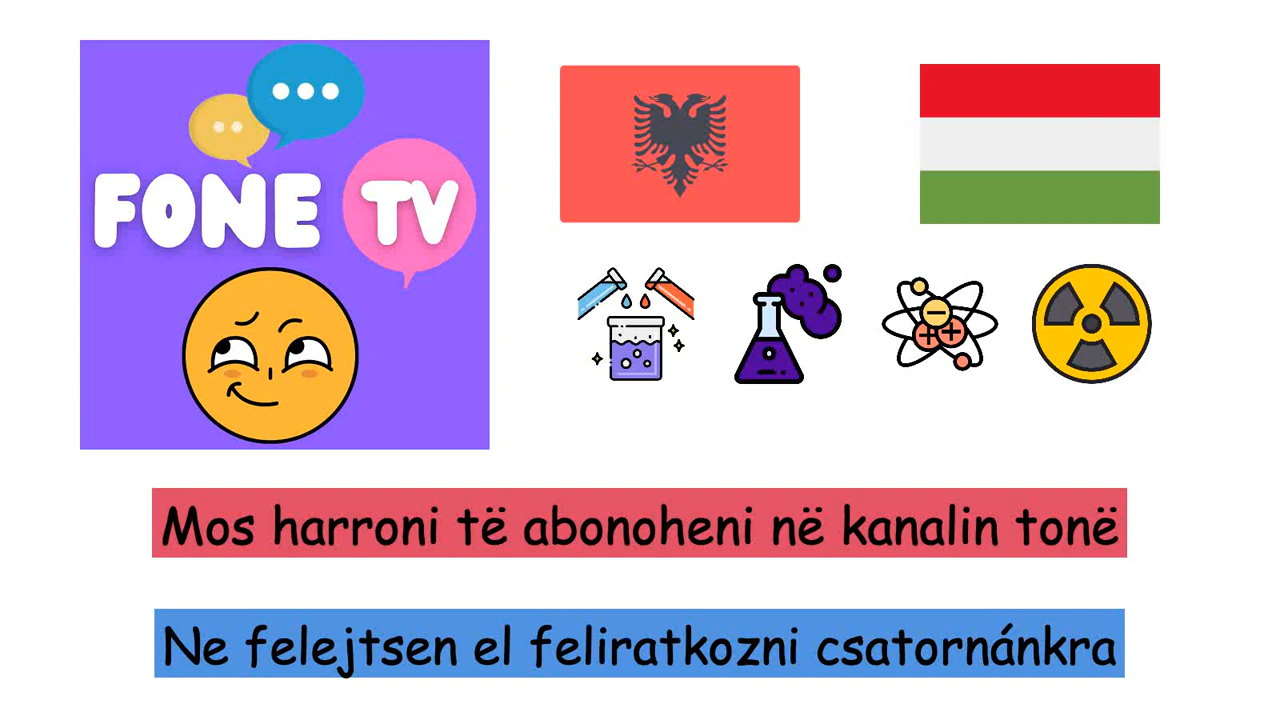 FONE TV
Mos harroni të abonoheni në kanalin tonë
Ne felejtsen el feliratkozni csatornánkra